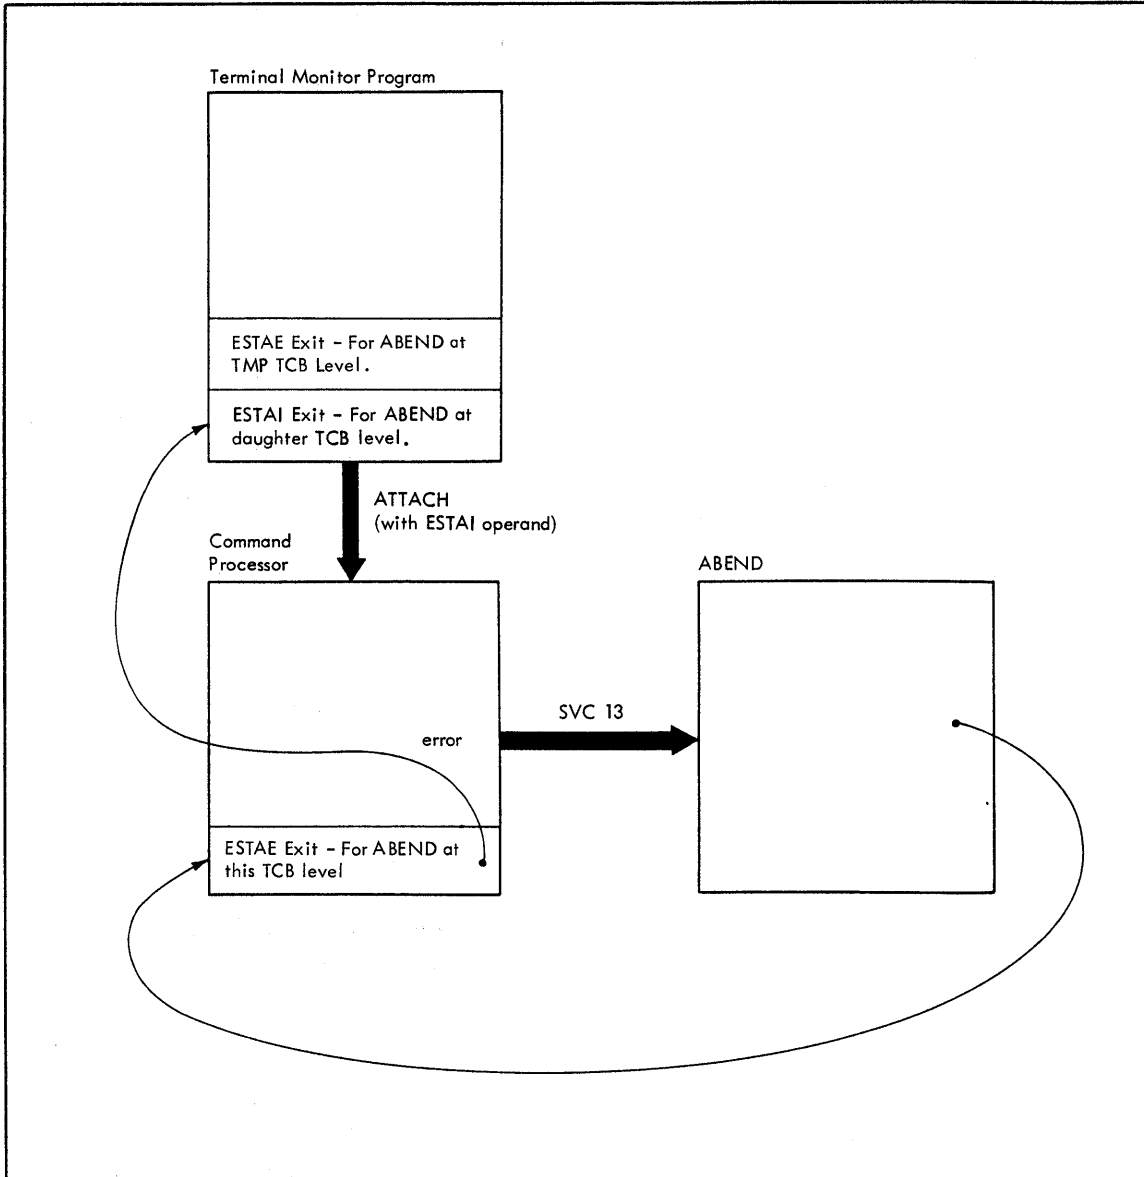 Terminal Monitor Program
ESTAE Exit - For ABEND at
TMP TCB Level.
ESTAI Exit - For ABEND at
daughter TCB level.
ATTACH
(with ESTAI operand)
Command
Processor
ABEND
SVC 13
error
ESTAE Exit - For ABEND at
this TCB level